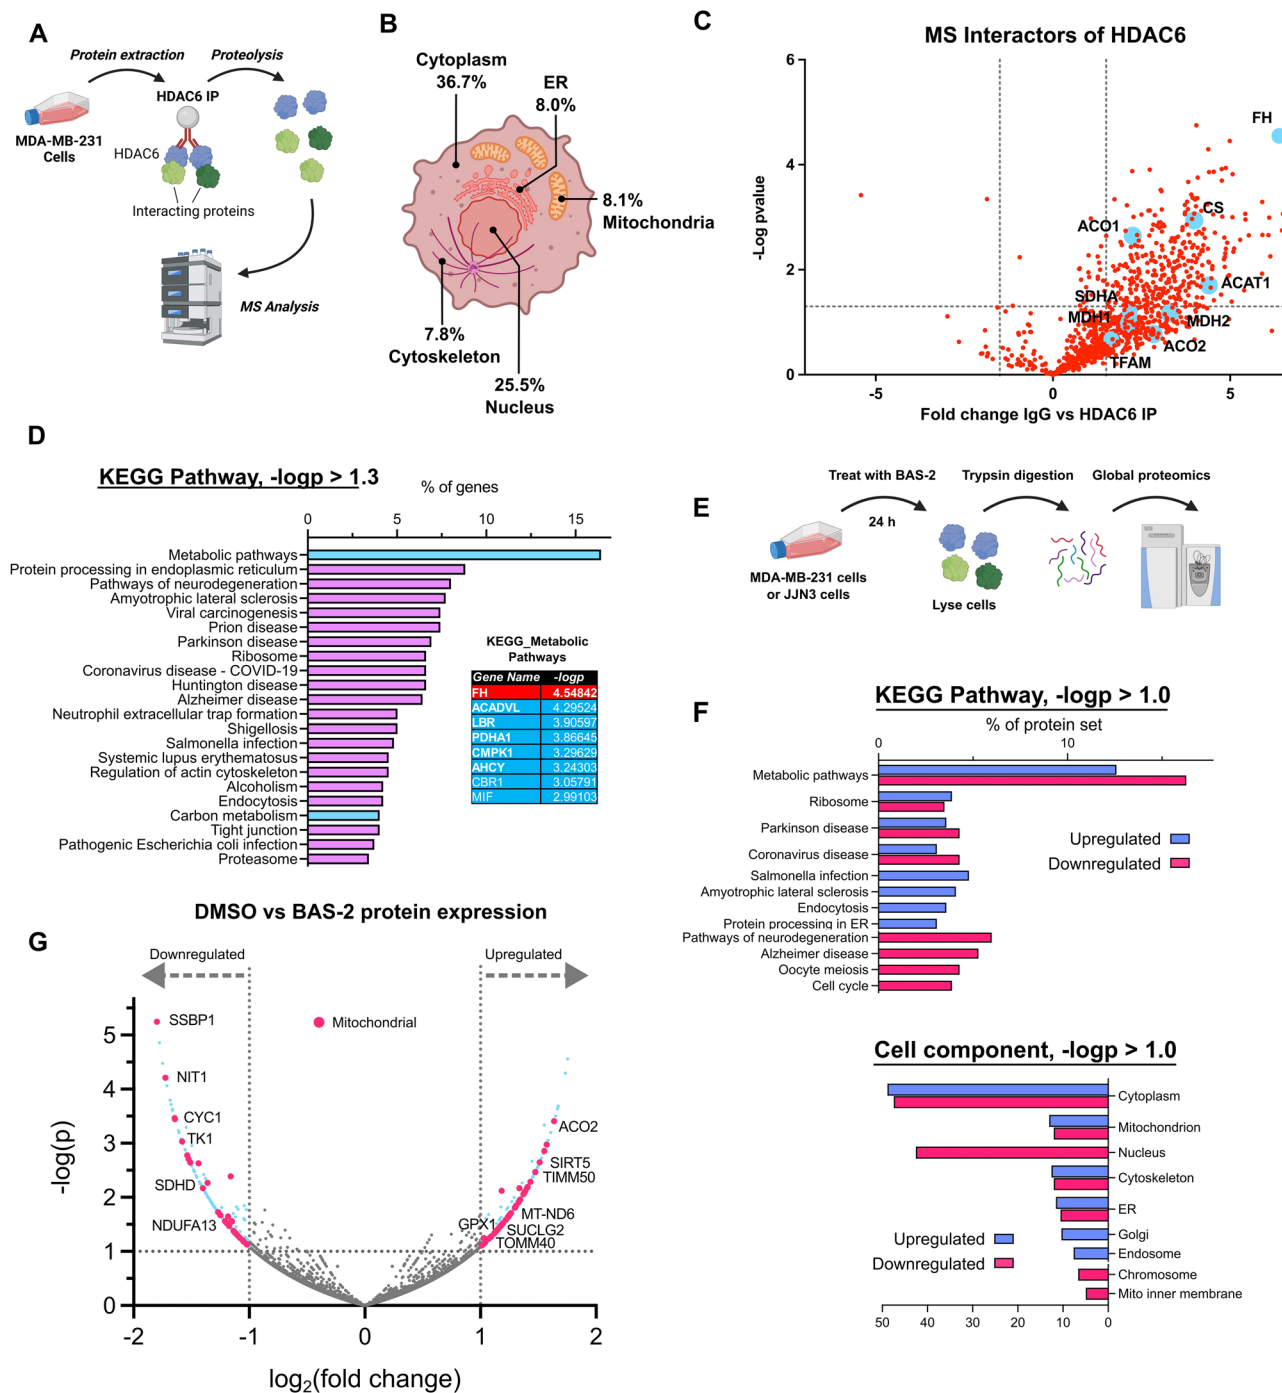 A
Protein extraction
Proteolysis
HDAC6 IP
MDA-MB-231
Cells
HDAC6
Interacting proteins
MS Analysis
B
Cytoplasm
36.7%
ER
8.0%
8.1%
Mitochondria
7.8%
Cytoskeleton
25.5%
Nucleus
C
MS Interactors of HDAC6
-Log pvalue
6
4
2
0
-5
0
5
FH
CS
ACO1
ACAT1
SDHA
MDH1
MDH2
ACO2
TFAM
Fold change IgG vs HDAC6 IP
D
KEGG Pathway, -logp > 1.3
% of genes
0
5
10
15
Metabolic pathways
Protein processing in endoplasmic reticulum
Pathways of neurodegeneration
Amyotrophic lateral sclerosis
Viral carcinogenesis
Prion disease
Parkinson disease
Ribosome
Coronavirus disease - COVID-19
Huntington disease
Alzheimer disease
Neutrophil extracellular trap formation
Shigellosis
Salmonella infection
Systemic lupus erythematosus
Regulation of actin cytoskeleton
Alcoholism
Endocytosis
Carbon metabolism
Tight junction
Pathogenic Escherichia coli infection
Proteasome
KEGG_Metabolic
Pathways
Gene Name -logp
FH 4.54842
ACADVL 4.29524
LBR 3.90597
PDHA1 3.86645
CMPK1 3.29629
AHCY 3.24303
CBR1 3.05791
MIF 2.99103
E
Treat with BAS-2
Trypsin digestion
Global proteomics
24 h
MDA-MB-231 cells
or JJN3 cells
Lyse cells
F
KEGG Pathway, -logp > 1.0
% of protein set
0
10
Metabolic pathways
Ribosome
Parkinson disease
Coronavirus disease
Salmonella infection
Amyotrophic lateral sclerosis
Endocytosis
Protein processing in ER
Pathways of neurodegeneration
Alzheimer disease
Oocyte meiosis
Cell cycle
Upregulated
Downregulated
Cell component, -logp > 1.0
Cytoplasm
Mitochondrion
Nucleus
Cytoskeleton
ER
Golgi
Endosome
Chromosome
Mito inner membrane
Upregulated
Downregulated
50
40
30
20
10
0
G
DMSO vs BAS-2 protein expression
Downregulated
Upregulated
Mitochondrial
SSBP1
NIT1
CYC1
TK1
SDHD
NDUFA13
ACO2
SIRT5
TIMM50
MT-ND6
GPX1
SUCLG2
TOMM40
-log(p)
5
4
3
2
1
0
-2
-1
0
1
2
log2(fold change)